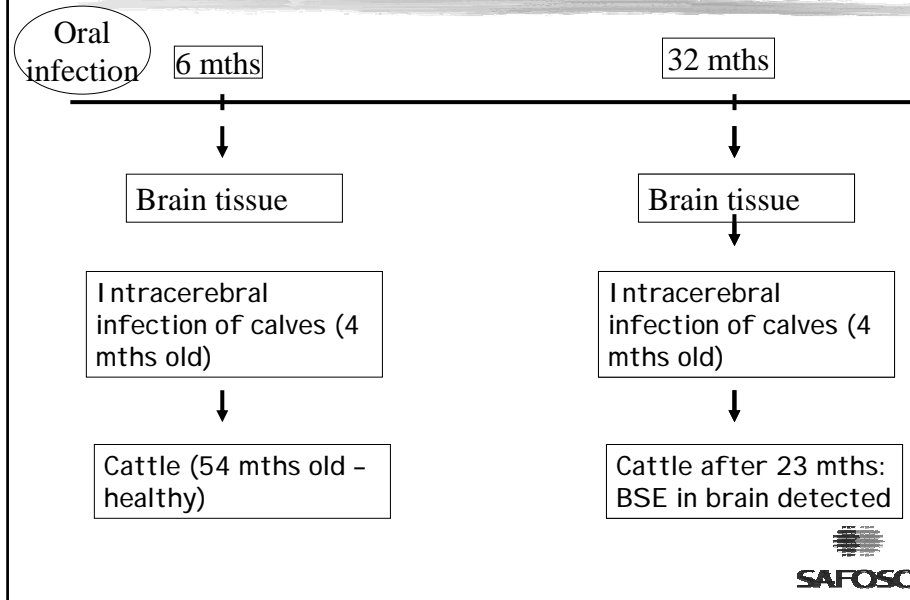 Oral
infection
6 mths
32 mths
Brain tissue
Brain tissue
Intracerebral
infection of calves (4
mths old)
Intracerebral
infection of calves (4
mths old)
Cattle (54 mths old –
healthy)
Cattle after 23 mths:
BSE in brain detected
SAFOSO